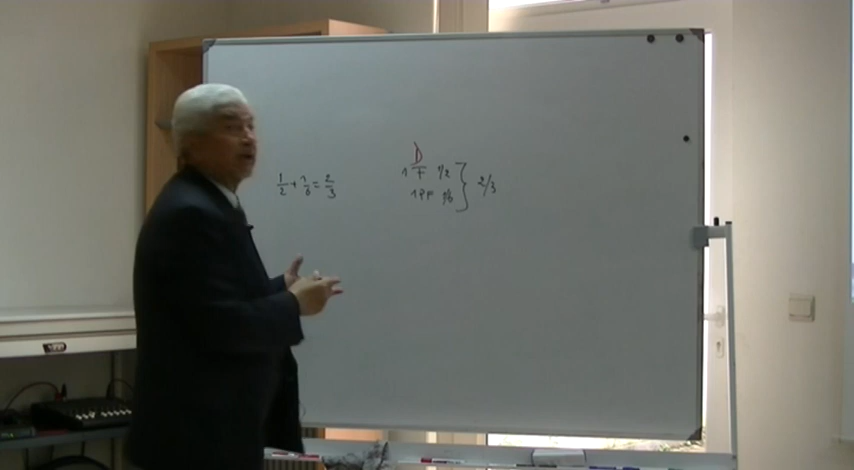 1/2 + 1/6 = 2/3
D
1 F 1/2
1PF 1/6 } 2/3